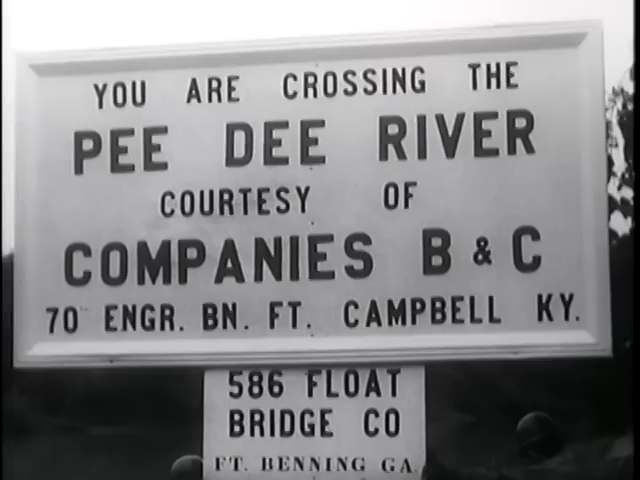 YOU ARE CROSSING THE
PEE DEE RIVER
COURTESY OF
COMPANIES B & C
70 ENGR. BN. FT. CAMPBELL KY.
586 FLOAT
BRIDGE CO
FT. BENNING GA.